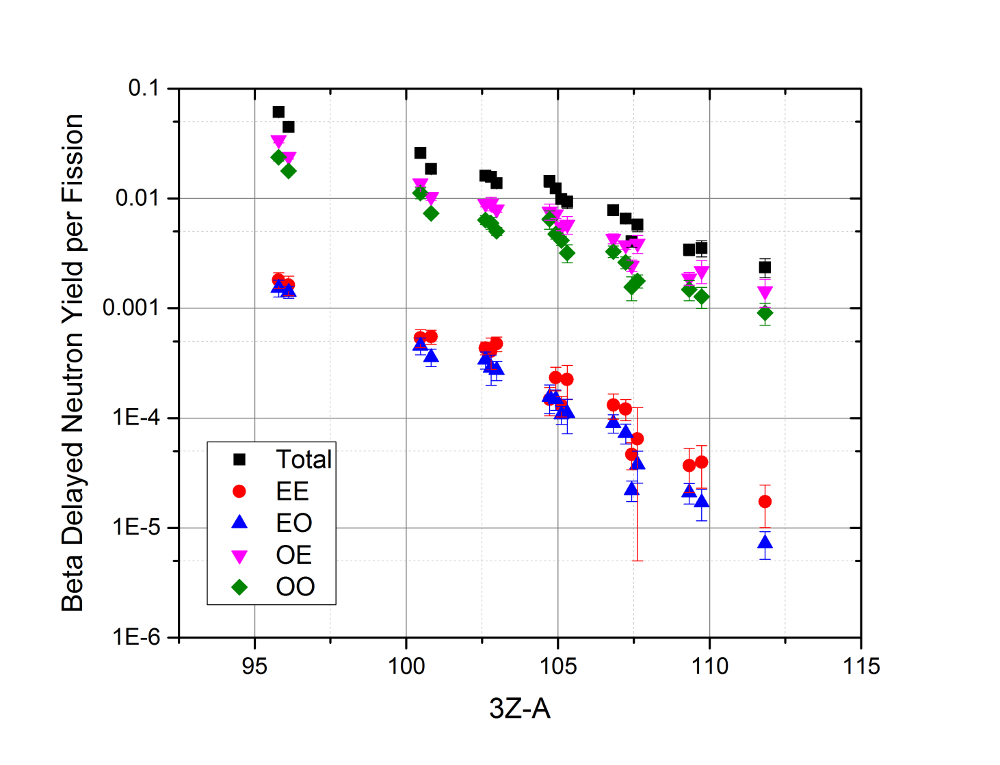 Beta Delayed Neutron Yield per Fission
0.1
0.01
0.001
1E-4
1E-5
1E-6
Total
EE
EO
OE
OO
95 100 105 110 115
3Z-A